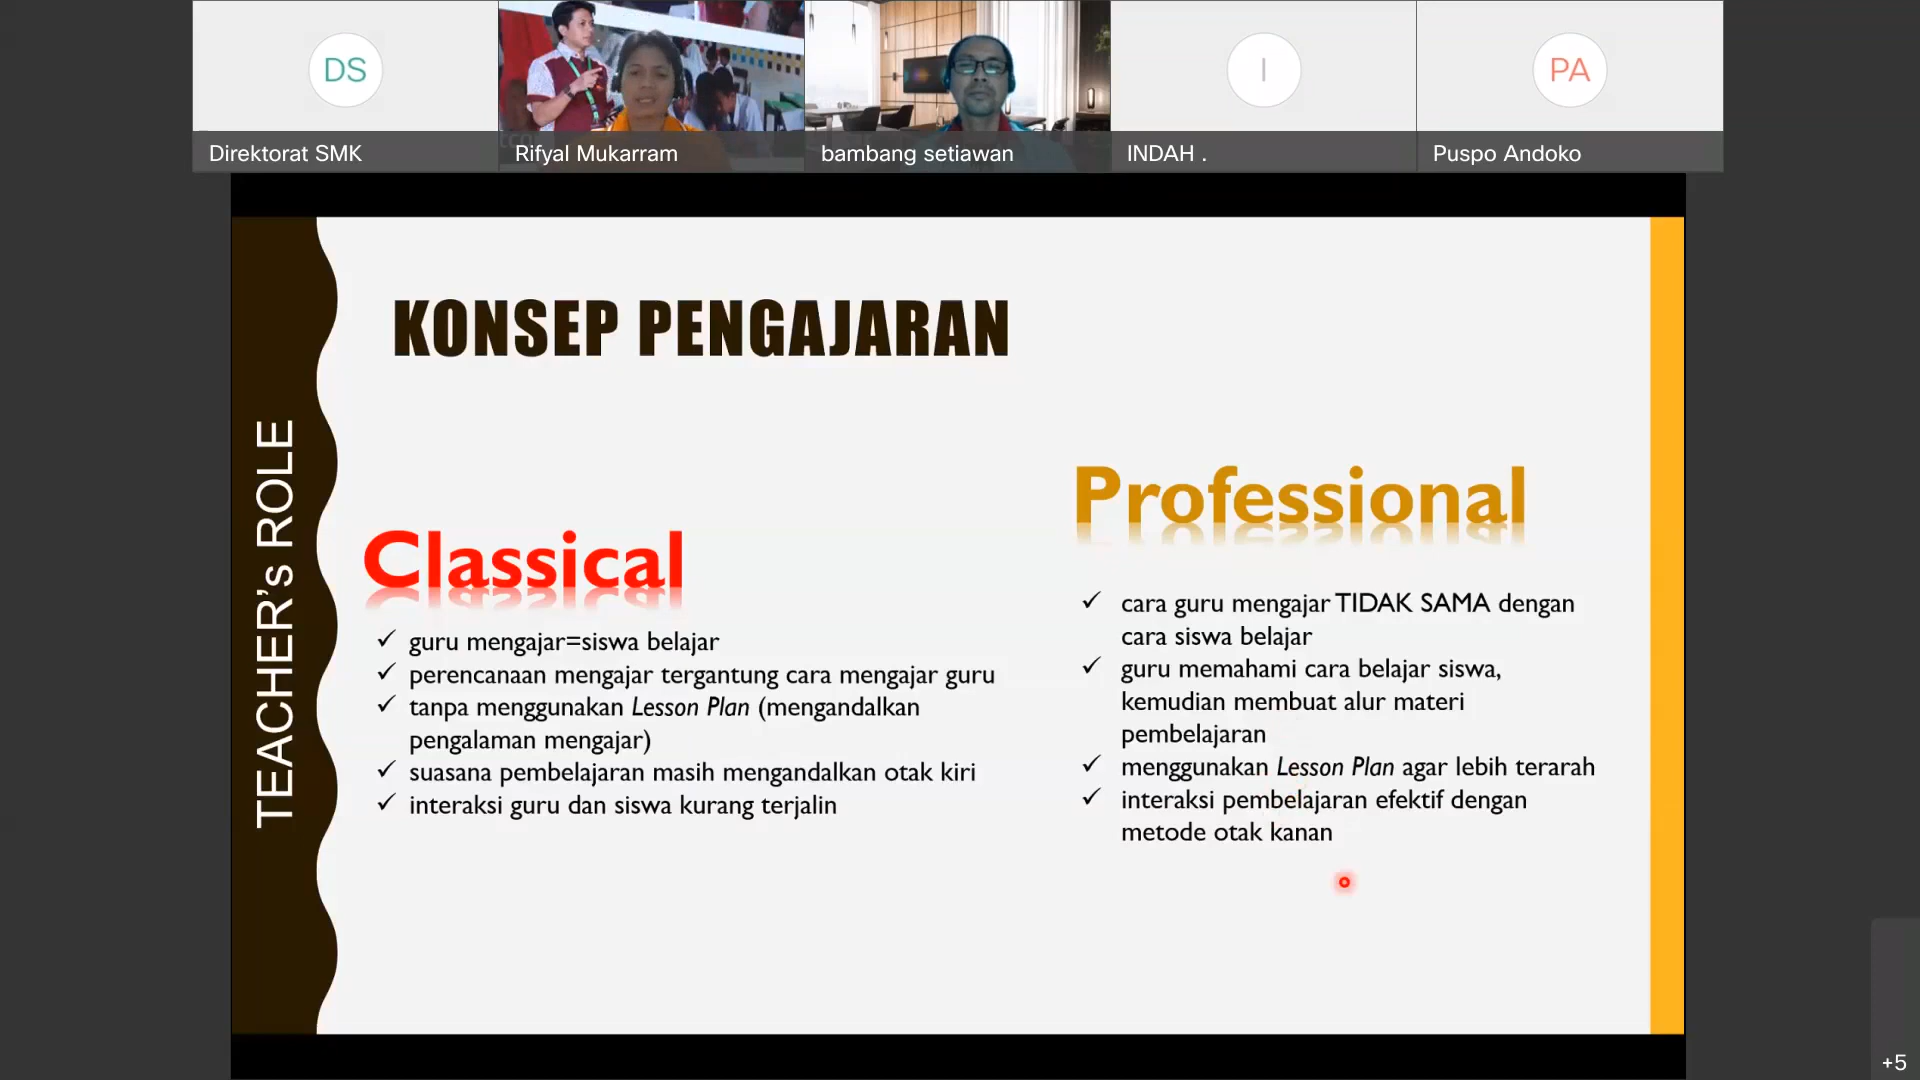 DS
I
PA
Direktorat SMK
Rifyal Mukarram
bambang setiawan
INDAH .
Puspo Andoko
TEACHER's ROLE
KONSEP PENGAJARAN
Classical
guru mengajar=siswa belajar
perencanaan mengajar tergantung cara mengajar guru
tanpa menggunakan Lesson Plan (mengandalkan
pengalaman mengajar)
suasana pembelajaran masih mengandalkan otak kiri
interaksi guru dan siswa kurang terjalin
Professional
cara guru mengajar TIDAK SAMA dengan
cara siswa belajar
guru memahami cara belajar siswa,
kemudian membuat alur materi
pembelajaran
menggunakan Lesson Plan agar lebih terarah
interaksi pembelajaran efektif dengan
metode otak kanan
+5